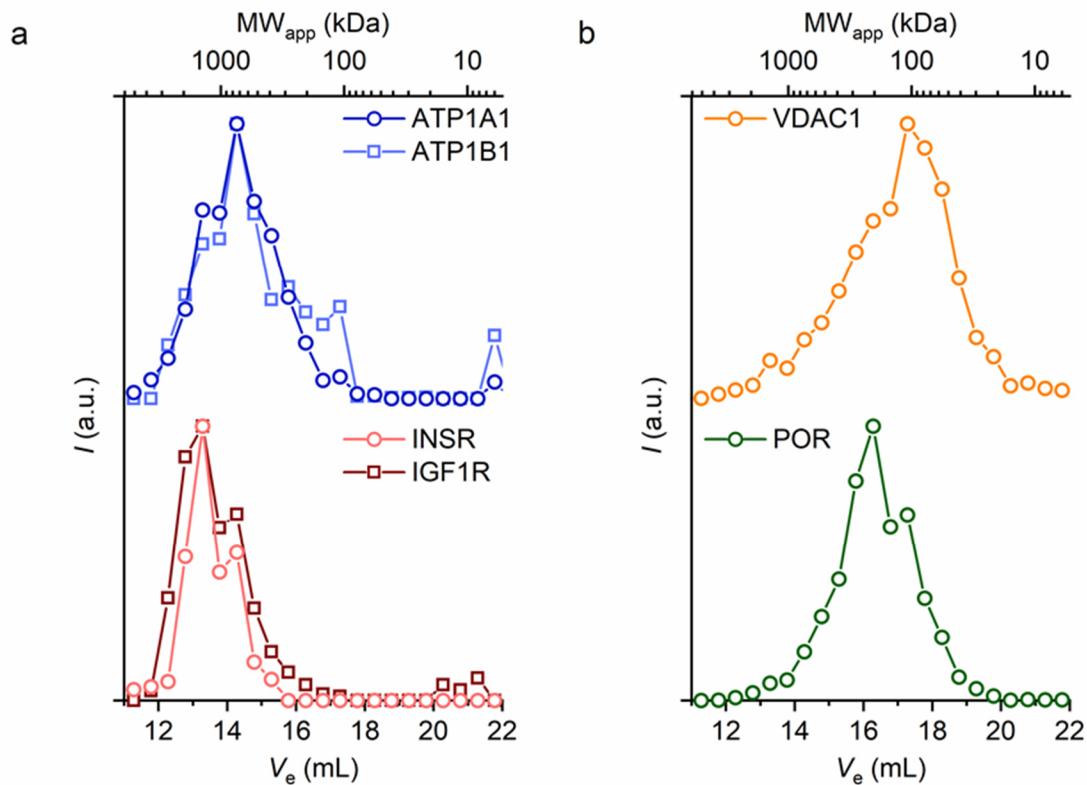 a
MWapp (kDa)
1000 100 10
ATP1A1
ATP1B1
I (a.u.)
INSR
IGF1R
12 14 16 18 20 22
Ve (mL)
b
MWapp (kDa)
1000 100 10
VDAC1
I (a.u.)
POR
12 14 16 18 20 22
Ve (mL)